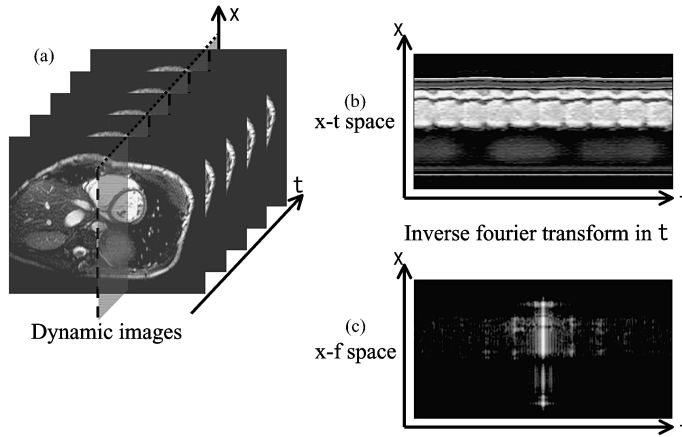 (a)
X
t
Dynamic images
X
(b)
x-t space
Inverse fourier transform in t
X
(c)
x-f space